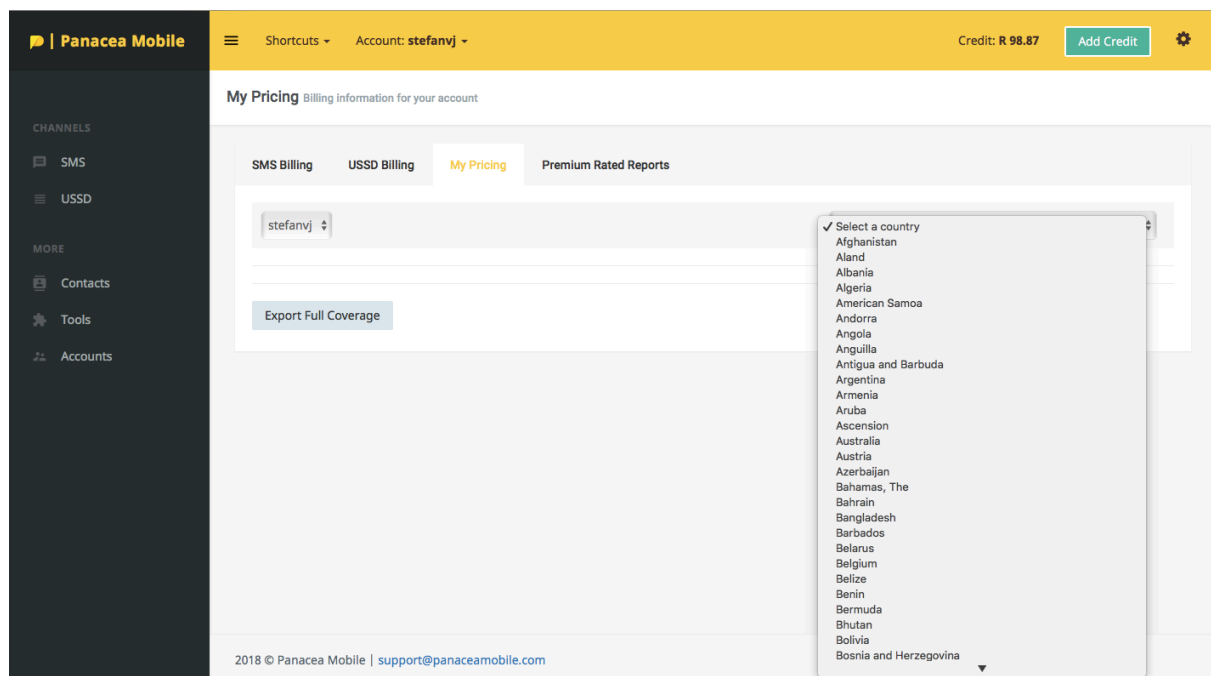 | Panacea Mobile
Shortcuts
Account: stefanvj
Credit: R 98.87
Add Credit
My Pricing Billing information for your account
CHANNELS
SMS
USSD
MORE
Contacts
Tools
Accounts
SMS Billing
USSD Billing
My Pricing
Premium Rated Reports
stefanvj
Export Full Coverage
✓ Select a country
Afghanistan
Aland
Albania
Algeria
American Samoa
Andorra
Angola
Anguilla
Antigua and Barbuda
Argentina
Armenia
Aruba
Ascension
Australia
Austria
Azerbaijan
Bahamas, The
Bahrain
Bangladesh
Barbados
Belarus
Belgium
Belize
Benin
Bermuda
Bhutan
Bolivia
Bosnia and Herzegovina
2018 © Panacea Mobile | support@panaceamobile.com